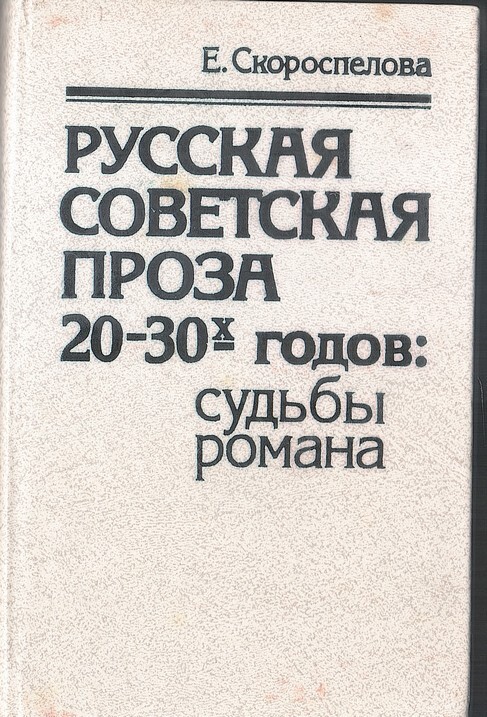 Е. Скороспелова
РУССКАЯ
СОВЕТСКАЯ
ПРОЗА
20-30х годов:
судьбы
романа